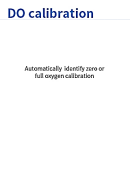 DO calibration
Automatically identify zero or
full oxygen calibration